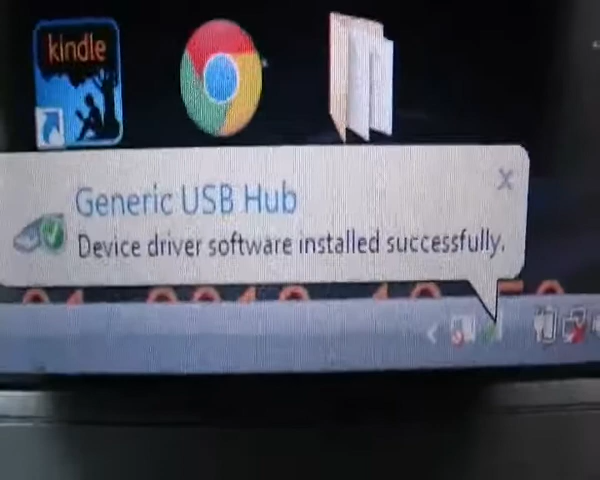 kindle
Generic USB Hub
Device driver software installed successfully.